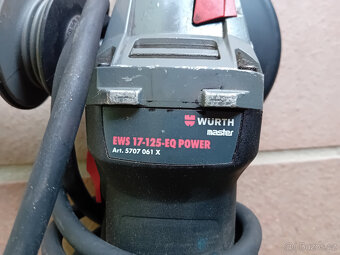 WÜRTH
master
EWS 17-125-EQ POWER
Art. 5707 061 X